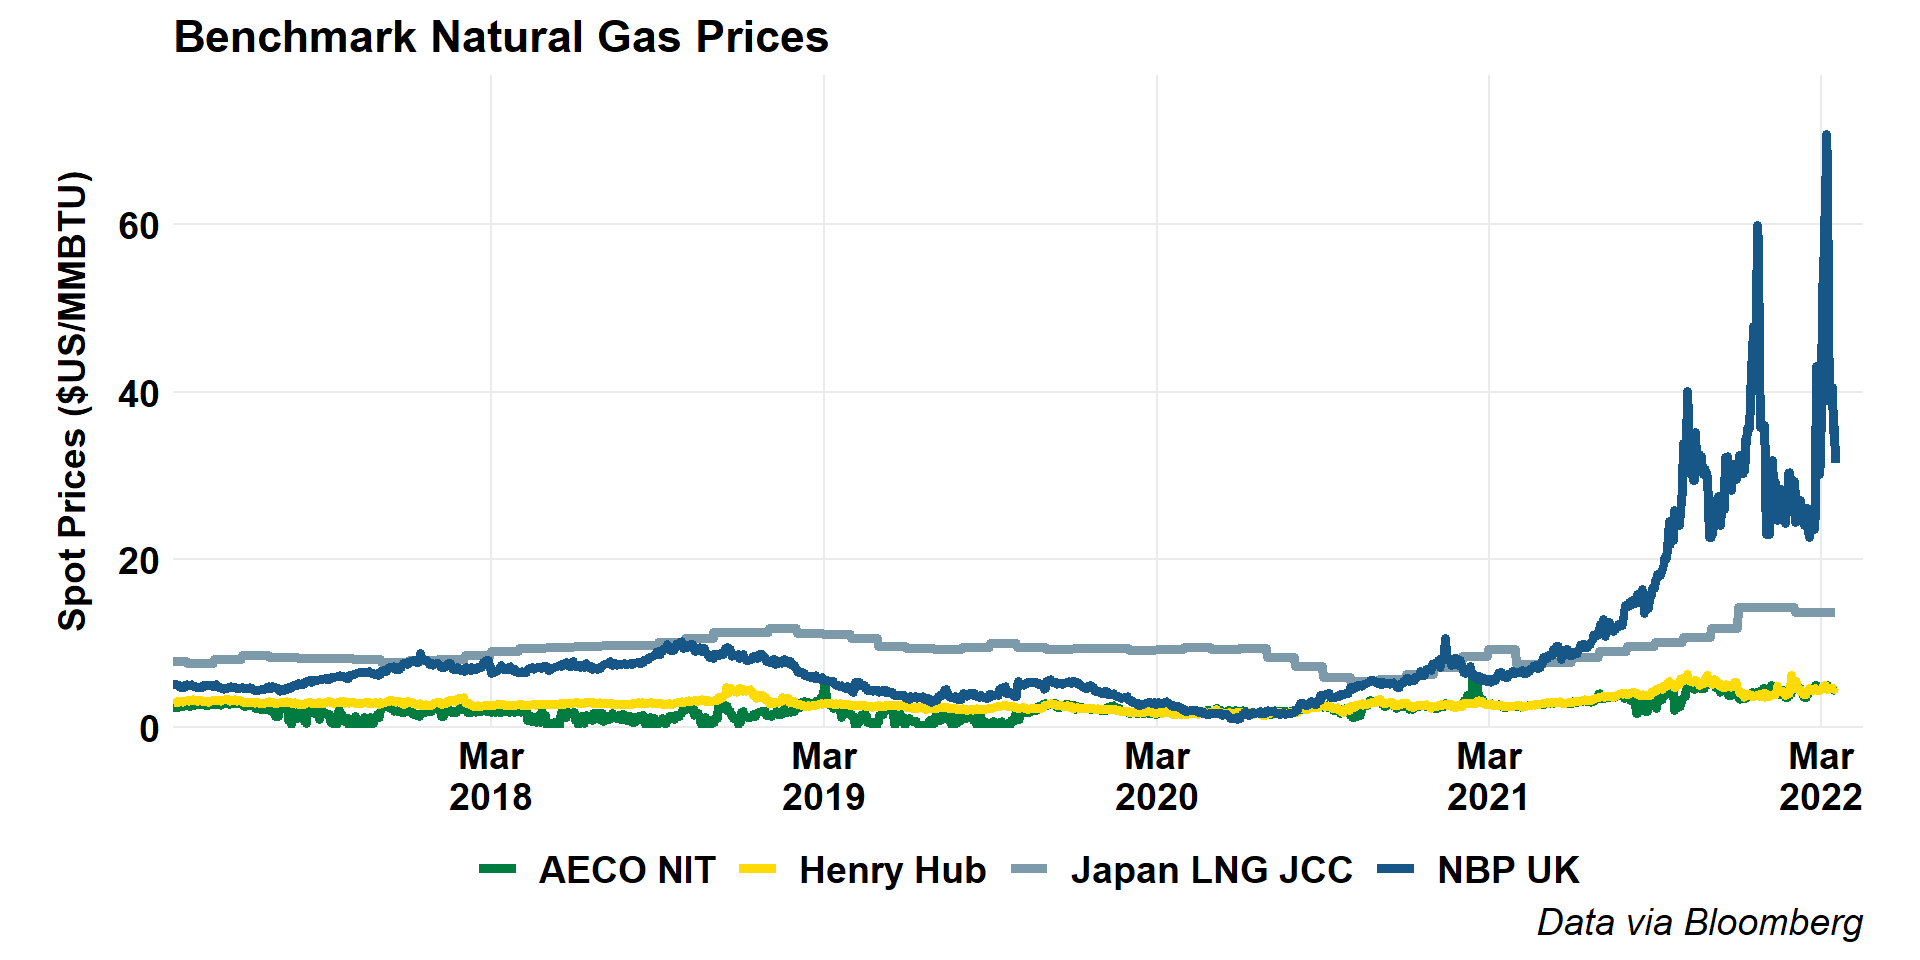 Benchmark Natural Gas Prices
Spot Prices ($US/MMBTU)
60
40
20
0
Mar
2018
Mar
2019
Mar
2020
Mar
2021
Mar
2022
AECO NIT
Henry Hub
Japan LNG JCC
NBP UK
Data via Bloomberg